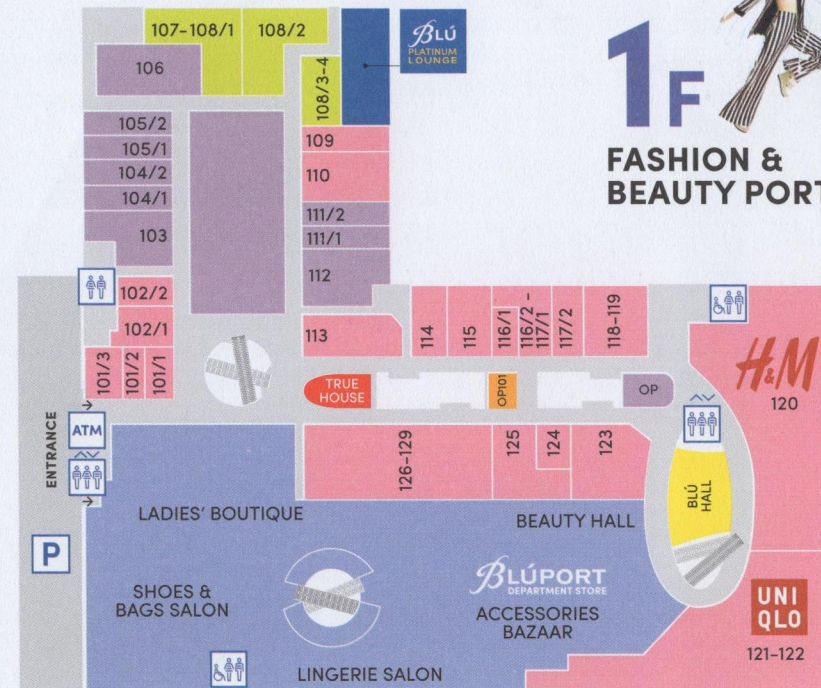 107-108/1
108/2
BLÚ
PLATINUM
LOUNGE
106
108/3-4
1F
FASHION &
BEAUTY PORT
105/2
105/1
104/2
104/1
103
109
110
111/2
111/1
112
102/2
102/1
101/3
101/2
101/1
113
114
115
116/1
116/2 -
117/1
117/2
118-119
H&M
120
TRUE
HOUSE
OP101
OP
ENTRANCE
ATM
126-129
125
124
123
BLÚ
HALL
P
LADIES' BOUTIQUE
BEAUTY HALL
SHOES &
BAGS SALON
BLÚPORT
DEPARTMENT STORE
ACCESSORIES
BAZAAR
LINGERIE SALON
UNI
QLO
121-122